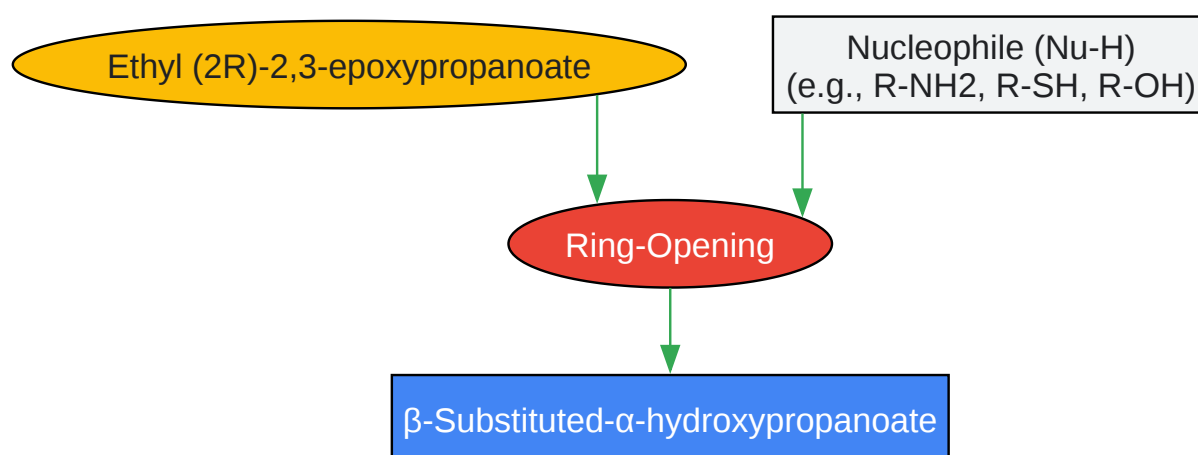 Ethyl (2R)-2,3-epoxypropanoate
Nucleophile (Nu-H)
(e.g., R-NH2, R-SH, R-OH)
Ring-Opening
β-Substituted-α-hydroxypropanoate